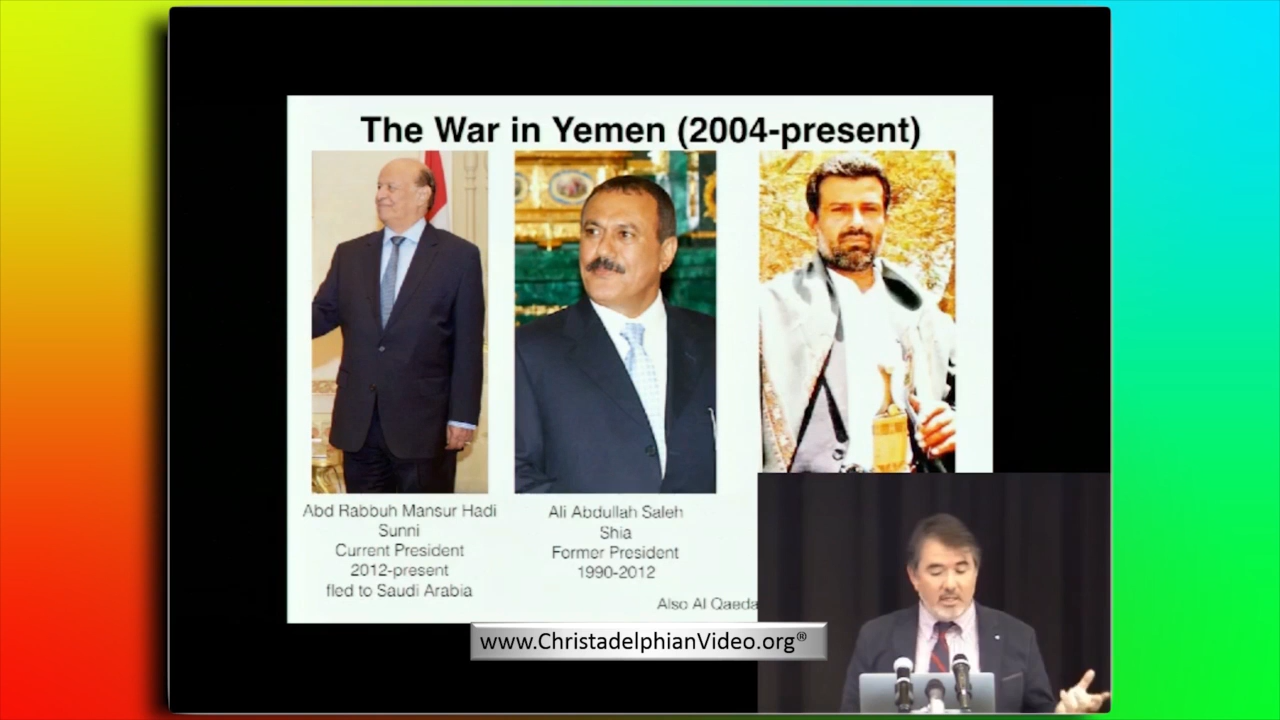 The War in Yemen (2004-present)
Abd Rabbuh Mansur Hadi
Sunni
Current President
2012-present
fled to Saudi Arabia
Ali Abdullah Saleh
Shia
Former President
1990-2012
Also Al Qaeda
www.ChristadelphianVideo.org®